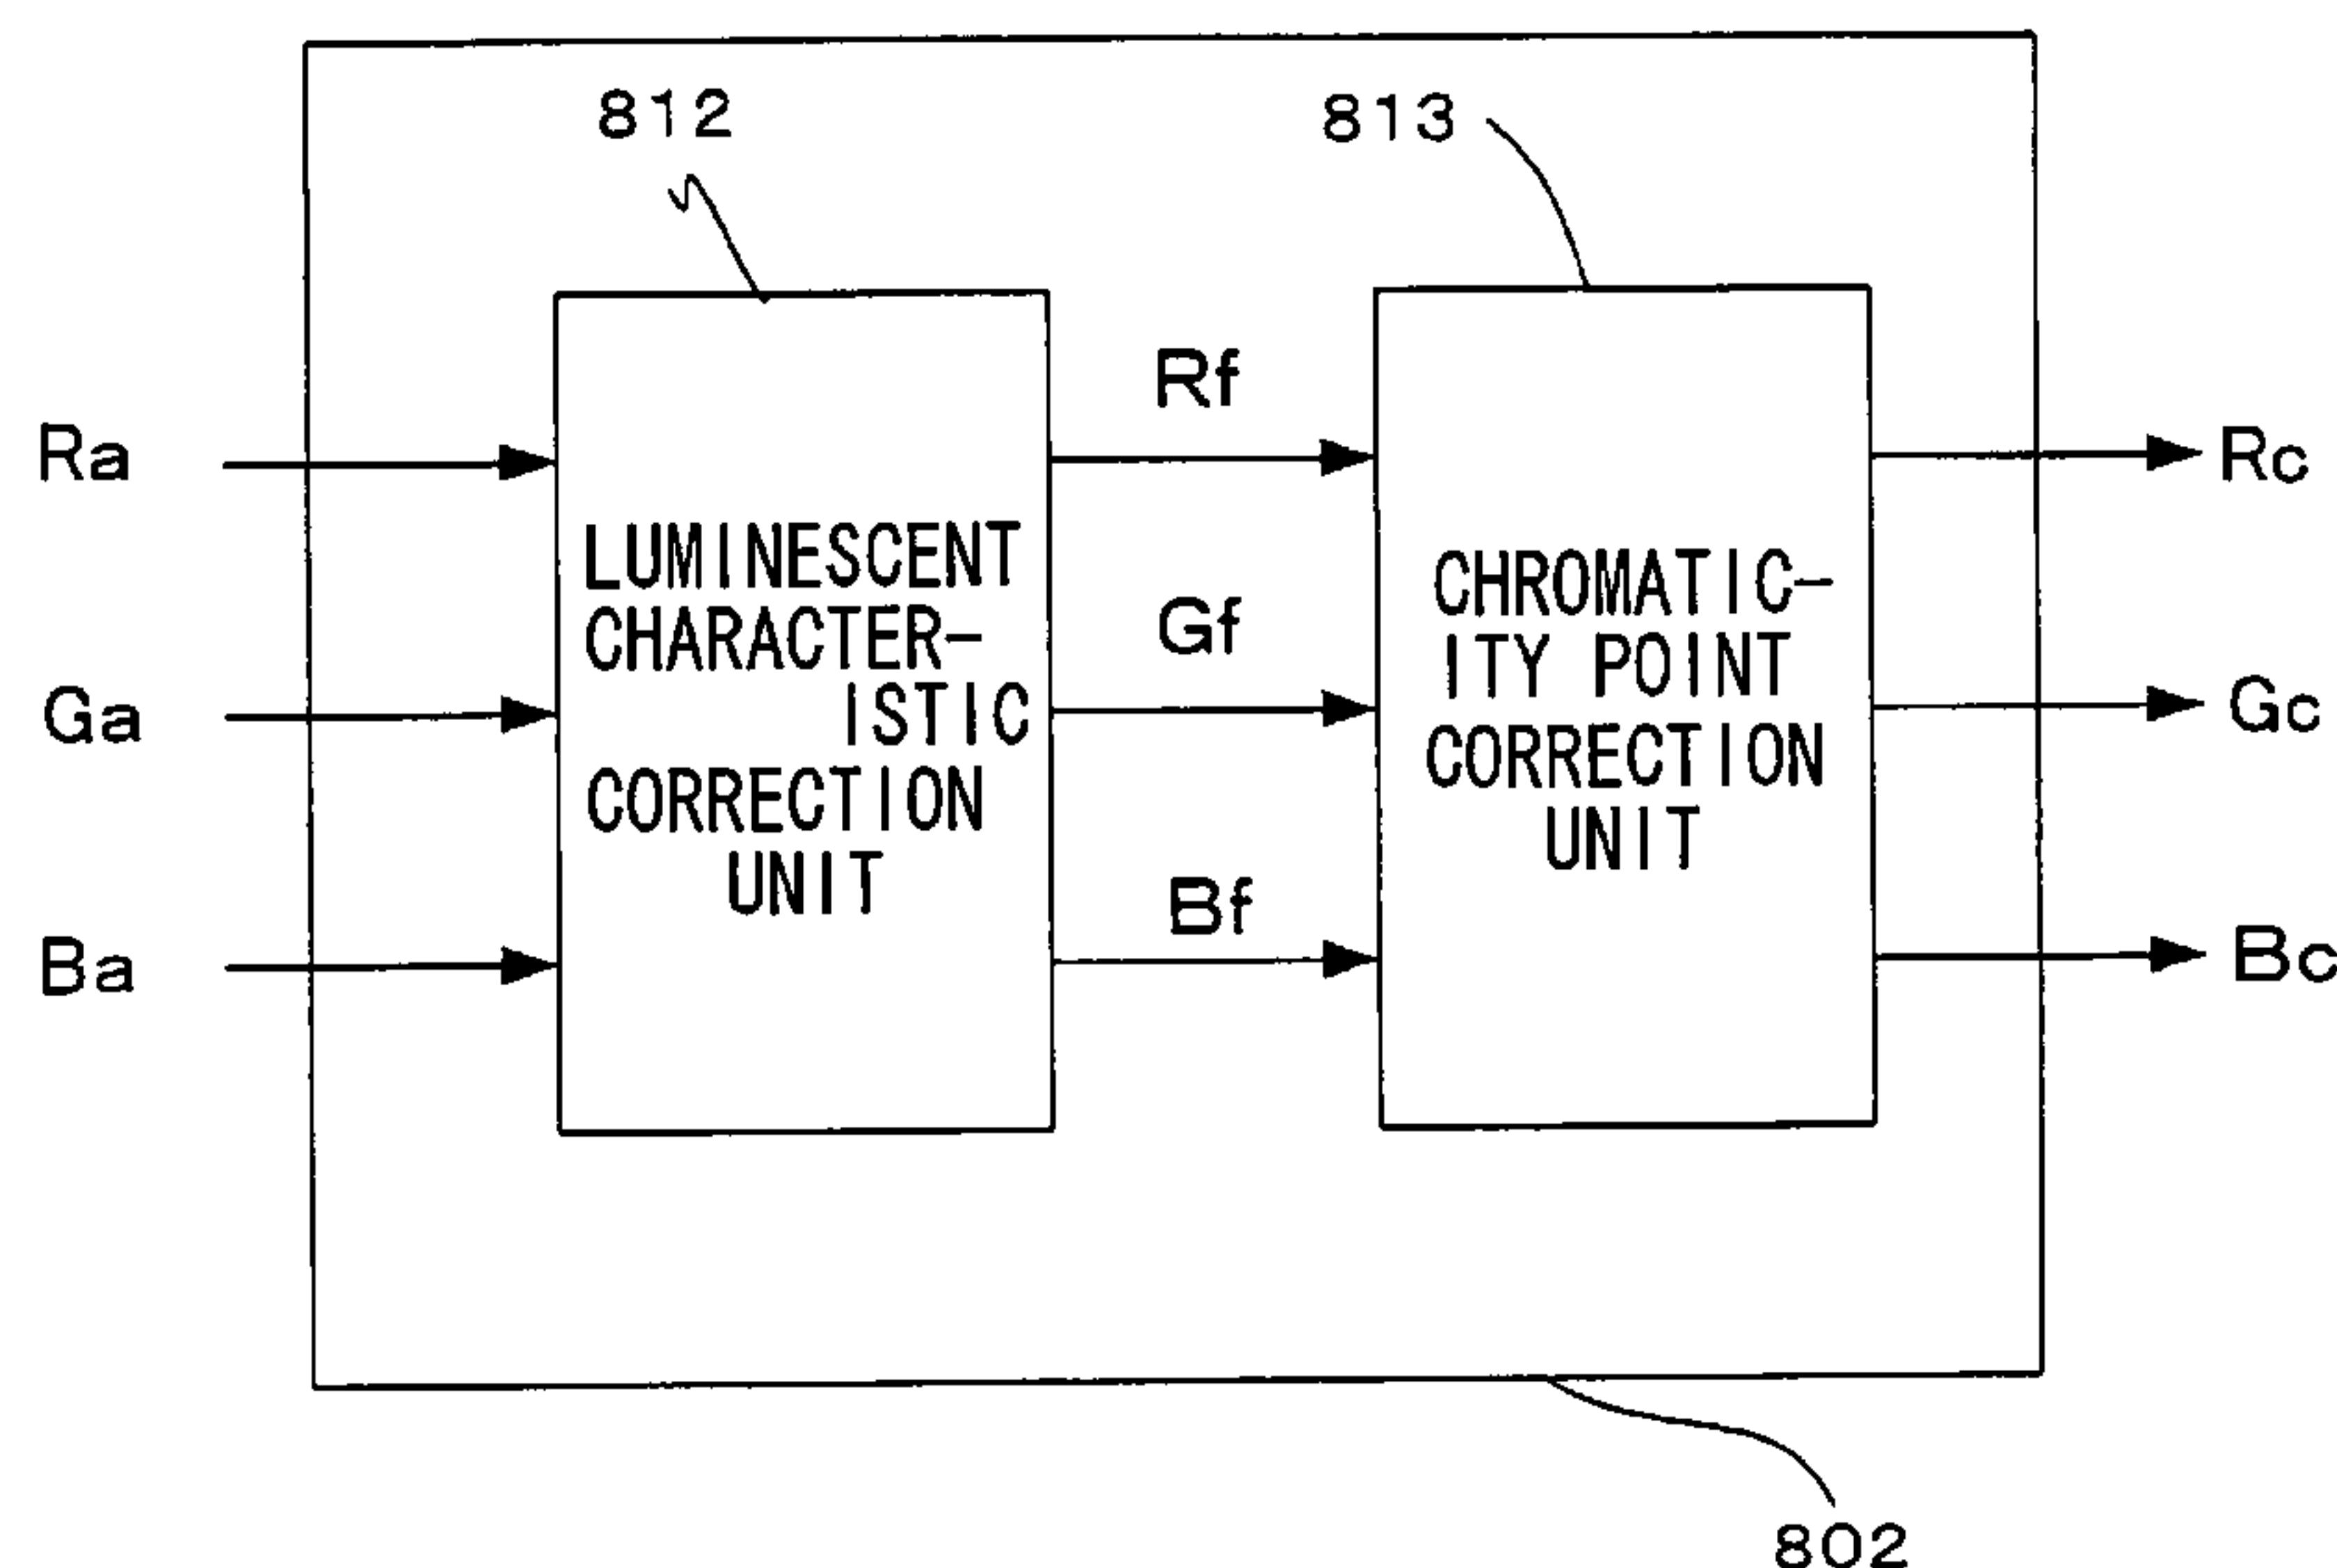 812
813
Ra
Ga
Ba
LUMINESCENT
CHARACTER-
ISTIC
CORRECTION
UNIT
Rf
Gf
Bf
CHROMATIC-
ITY POINT
CORRECTION
UNIT
Rc
Gc
Bc
802